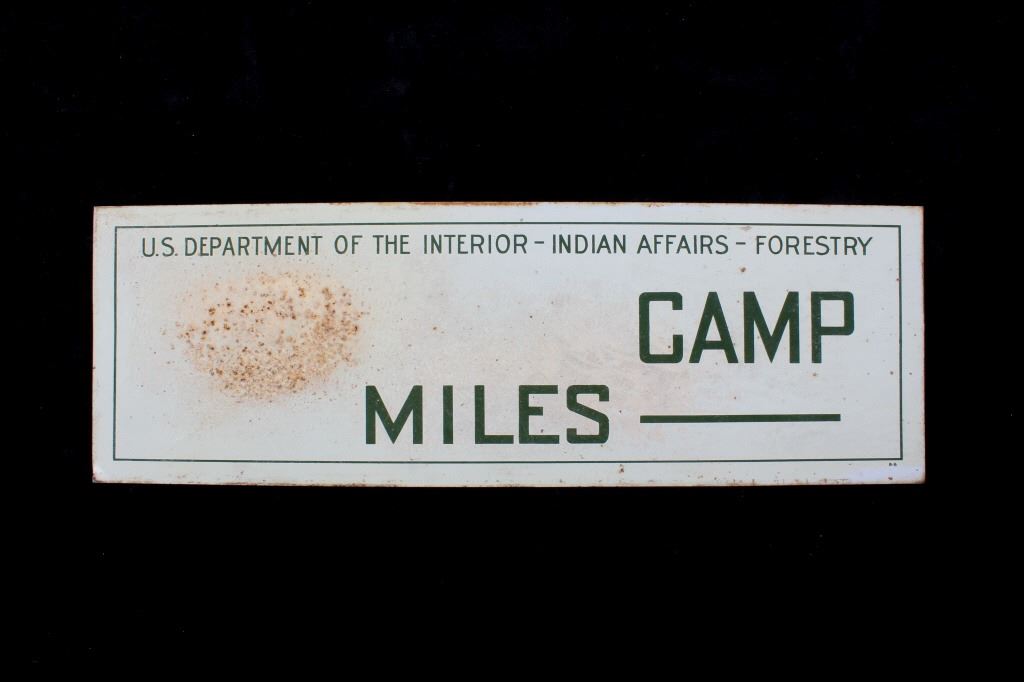 U.S. DEPARTMENT OF THE INTERIOR - INDIAN AFFAIRS - FORESTRY
CAMP
MILES